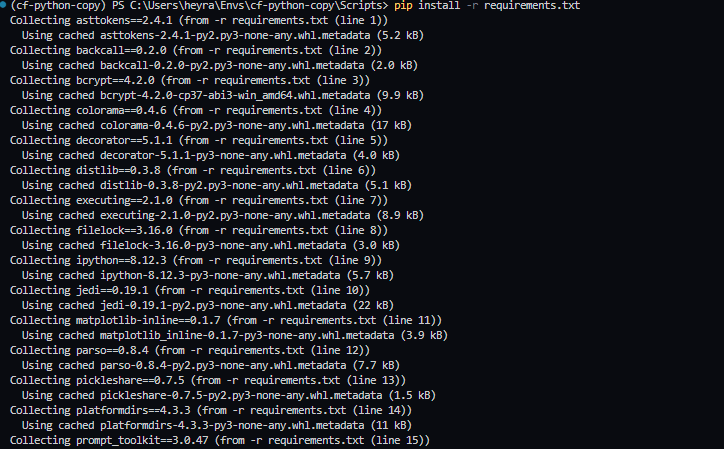 (cf-python-copy) PS C:\Users\heyra\Envs\cf-python-copy\Scripts> pip install -r requirements.txt
Collecting asttokens==2.4.1 (from -r requirements.txt (line 1))
  Using cached asttokens-2.4.1-py2.py3-none-any.whl.metadata (5.2 kB)
Collecting backcall==0.2.0 (from -r requirements.txt (line 2))
  Using cached backcall-0.2.0-py2.py3-none-any.whl.metadata (2.0 kB)
Collecting bcrypt==4.2.0 (from -r requirements.txt (line 3))
  Using cached bcrypt-4.2.0-cp37-abi3-win_amd64.whl.metadata (9.9 kB)
Collecting colorama==0.4.6 (from -r requirements.txt (line 4))
  Using cached colorama-0.4.6-py2.py3-none-any.whl.metadata (17 kB)
Collecting decorator==5.1.1 (from -r requirements.txt (line 5))
  Using cached decorator-5.1.1-py3-none-any.whl.metadata (4.0 kB)
Collecting distlib==0.3.8 (from -r requirements.txt (line 6))
  Using cached distlib-0.3.8-py2.py3-none-any.whl.metadata (5.1 kB)
Collecting executing==2.1.0 (from -r requirements.txt (line 7))
  Using cached executing-2.1.0-py2.py3-none-any.whl.metadata (8.9 kB)
Collecting filelock==3.16.0 (from -r requirements.txt (line 8))
  Using cached filelock-3.16.0-py3-none-any.whl.metadata (3.0 kB)
Collecting ipython==8.12.3 (from -r requirements.txt (line 9))
  Using cached ipython-8.12.3-py3-none-any.whl.metadata (5.7 kB)
Collecting jedi==0.19.1 (from -r requirements.txt (line 10))
  Using cached jedi-0.19.1-py2.py3-none-any.whl.metadata (22 kB)
Collecting matplotlib-inline==0.1.7 (from -r requirements.txt (line 11))
  Using cached matplotlib_inline-0.1.7-py3-none-any.whl.metadata (3.9 kB)
Collecting parso==0.8.4 (from -r requirements.txt (line 12))
  Using cached parso-0.8.4-py2.py3-none-any.whl.metadata (7.7 kB)
Collecting pickleshare==0.7.5 (from -r requirements.txt (line 13))
  Using cached pickleshare-0.7.5-py2.py3-none-any.whl.metadata (1.5 kB)
Collecting platformdirs==4.3.3 (from -r requirements.txt (line 14))
  Using cached platformdirs-4.3.3-py3-none-any.whl.metadata (11 kB)
Collecting prompt_toolkit==3.0.47 (from -r requirements.txt (line 15))